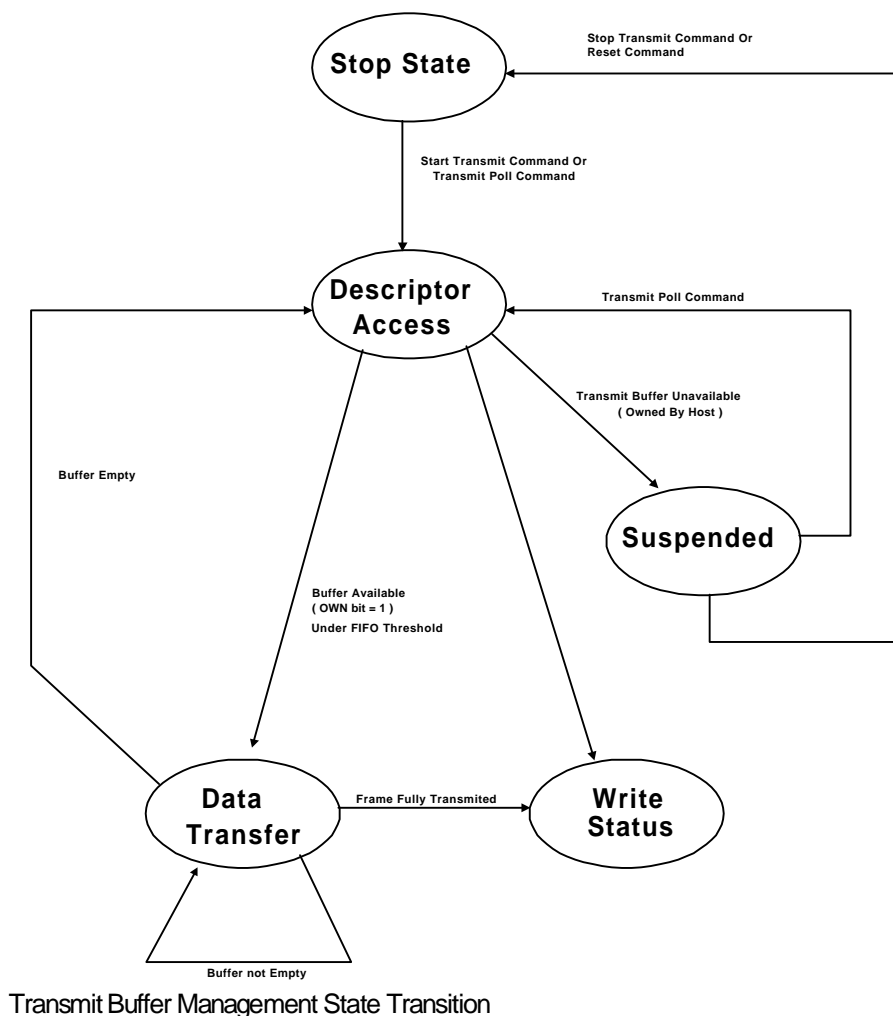 Stop State
Stop Transmit Command Or
Reset Command
Start Transmit Command Or
Transmit Poll Command
Descriptor
Access
Transmit Poll Command
Transmit Buffer Unavailable
( Owned By Host )
Buffer Empty
Suspended
Buffer Available
( OWN bit = 1 )
Under FIFO Threshold
Data
Transfer
Frame Fully Transmited
Write
Status
Buffer not Empty
Transmit Buffer Management State Transition